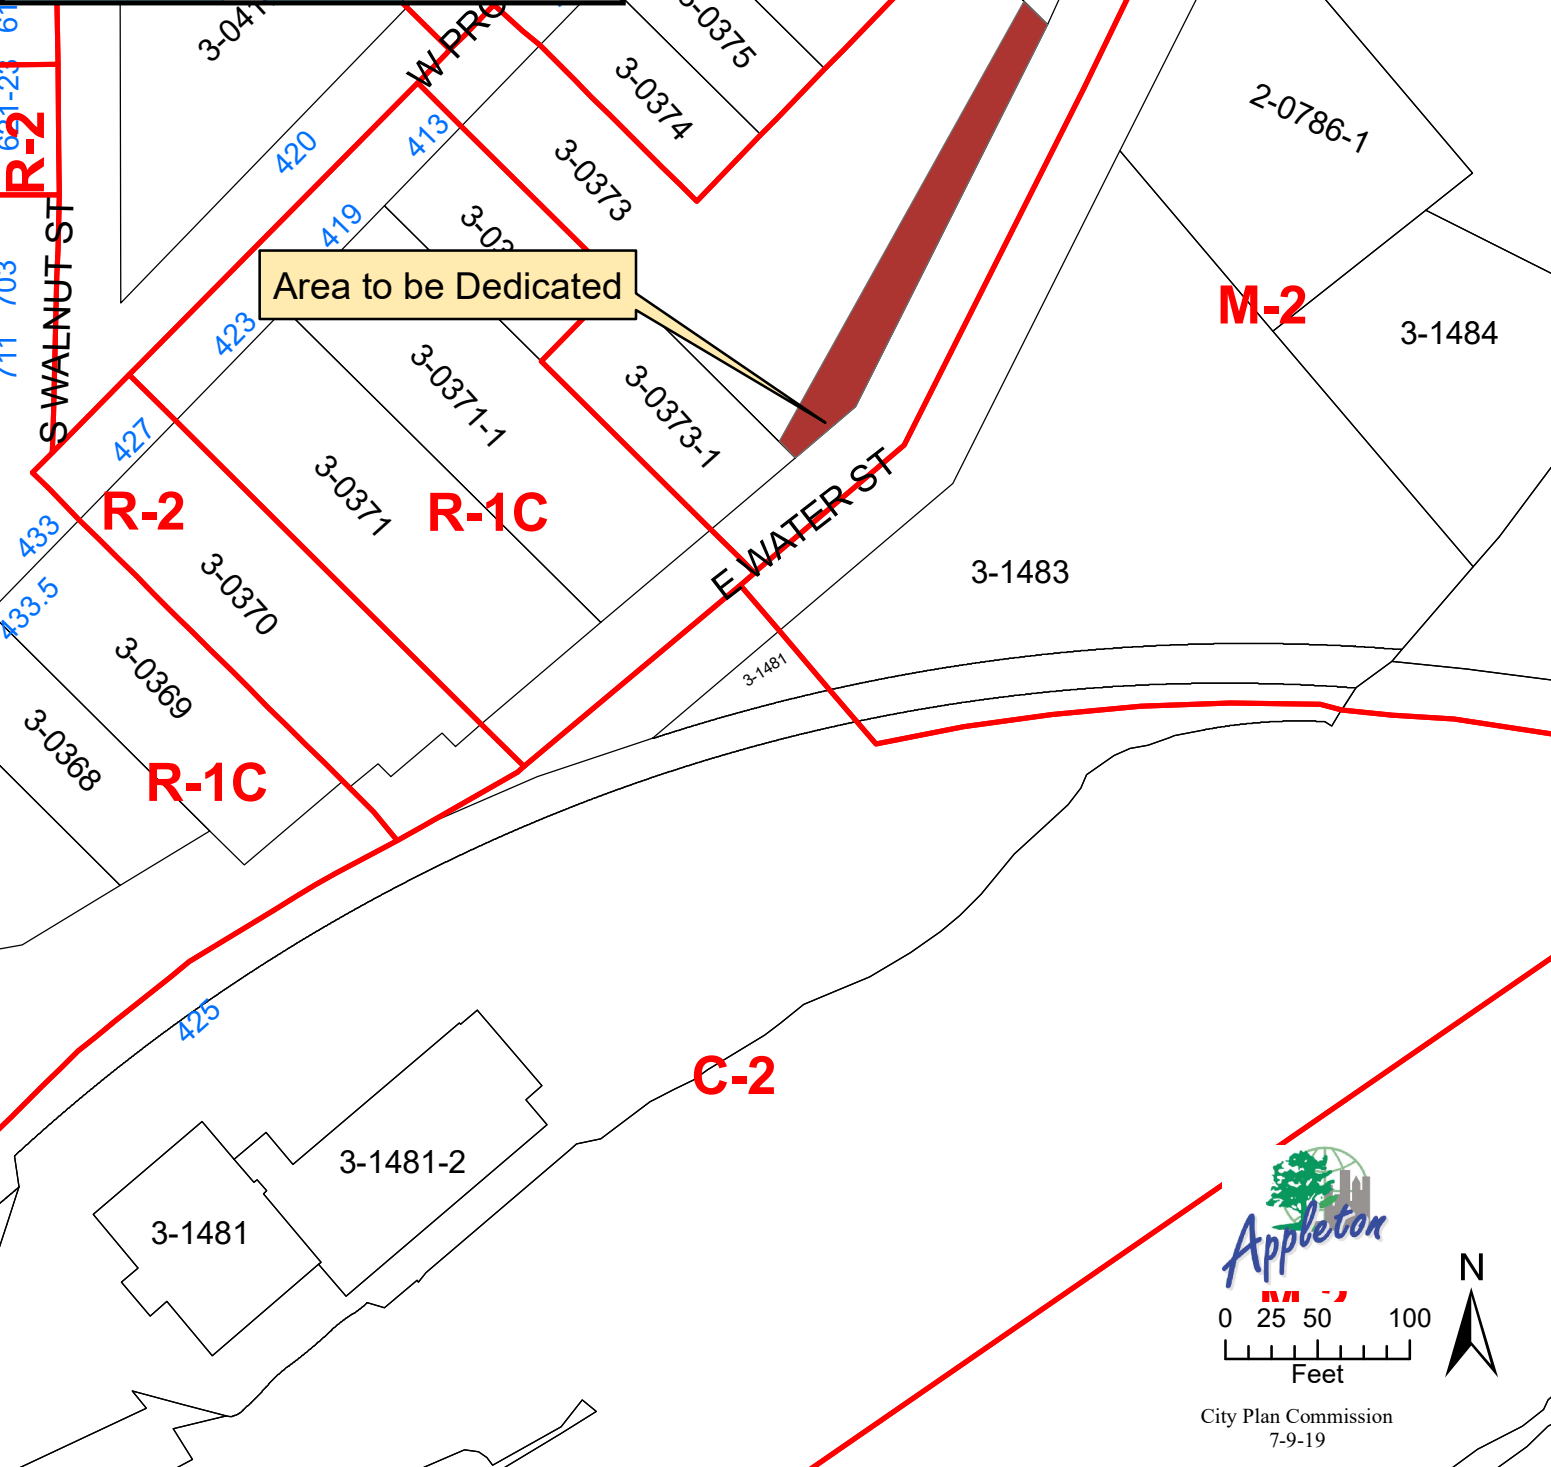 3-0375
3-0374
W PRO
2-0786-1
R-2
420
413
3-0373
419
703
S WALNUT ST
Area to be Dedicated
M-2
3-1484
711
423
3-0371-1
3-0373-1
427
3-0371
R-2
R-1C
E WATER ST
433
3-0370
3-1483
433.5
3-0369
3-1481
3-0368
R-1C
425
C-2
3-1481-2
3-1481
Appleton
N
0 25 50 100
Feet
City Plan Commission
7-9-19